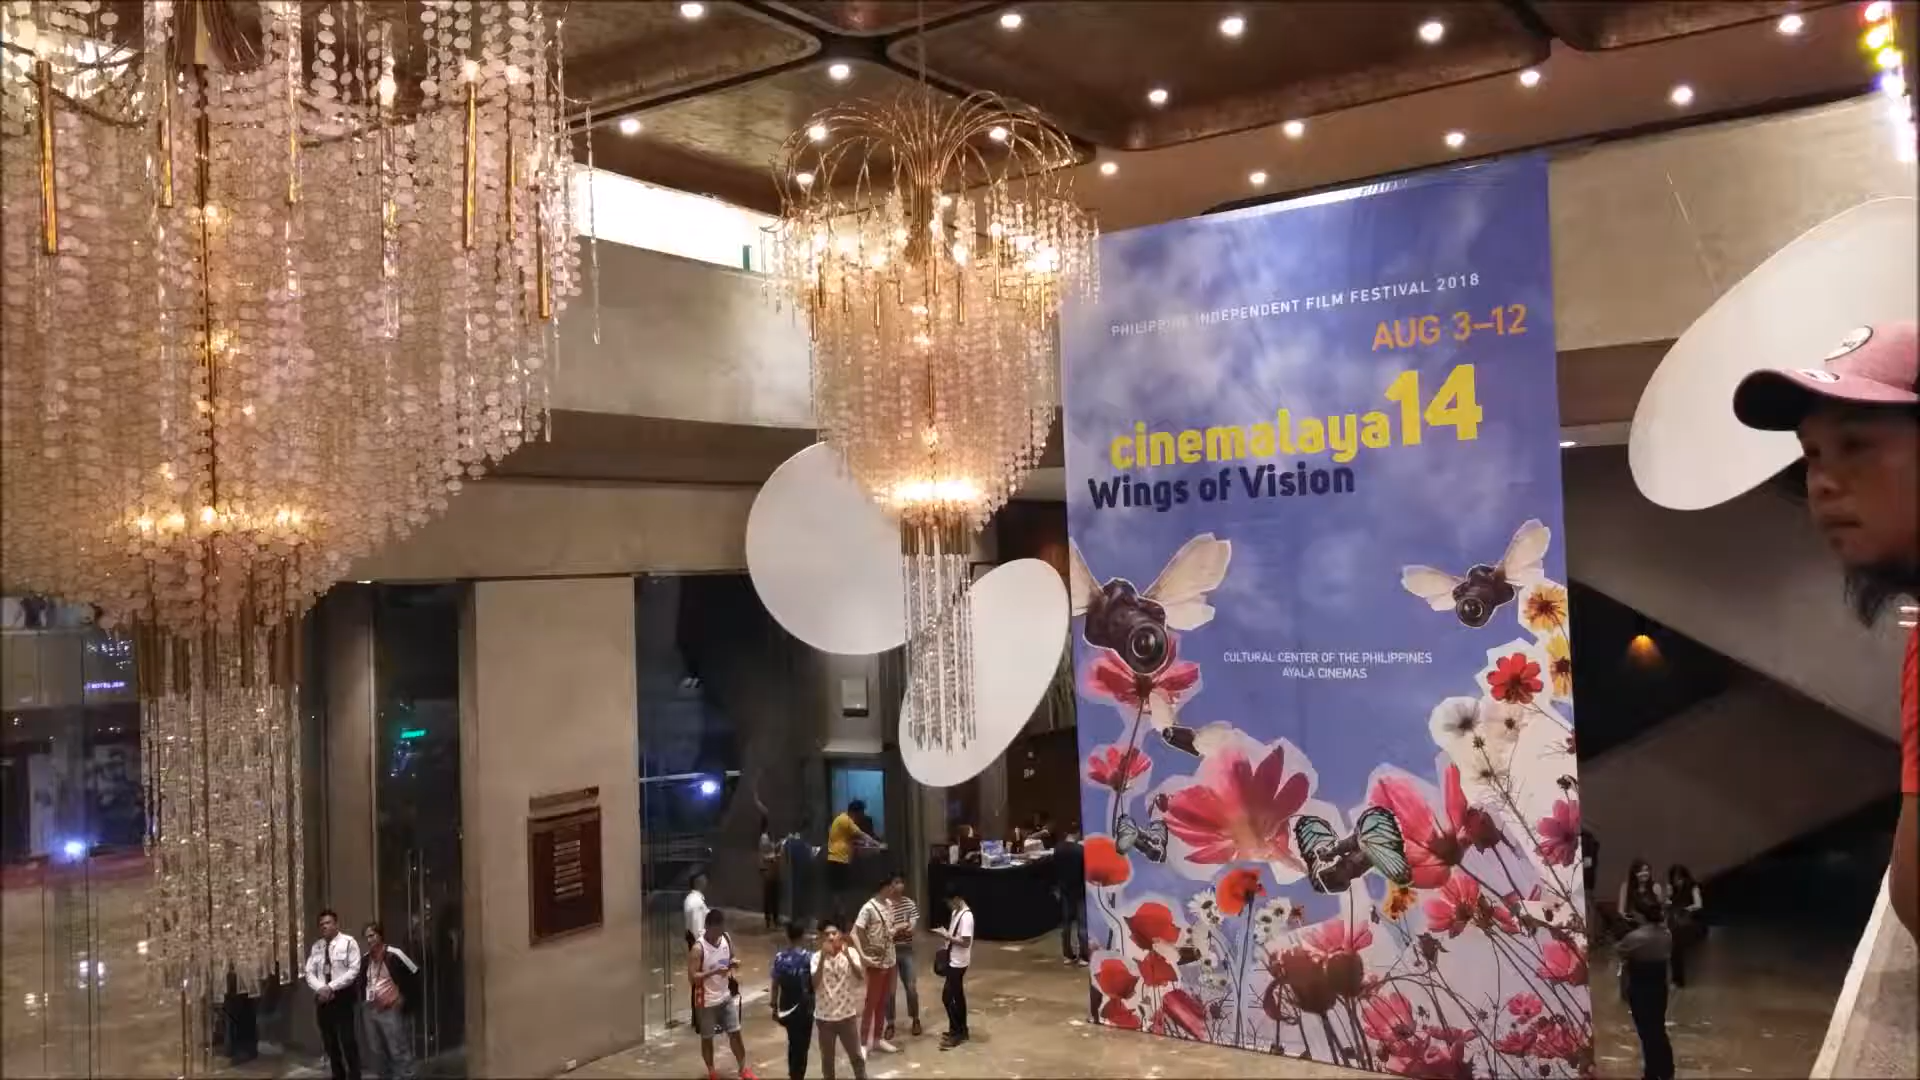 PHILIPPINE INDEPENDENT FILM FESTIVAL 2018
AUG 3–12
cinemalaya14
Wings of Vision
CULTURAL CENTER OF THE PHILIPPINES
AYALA CINEMAS